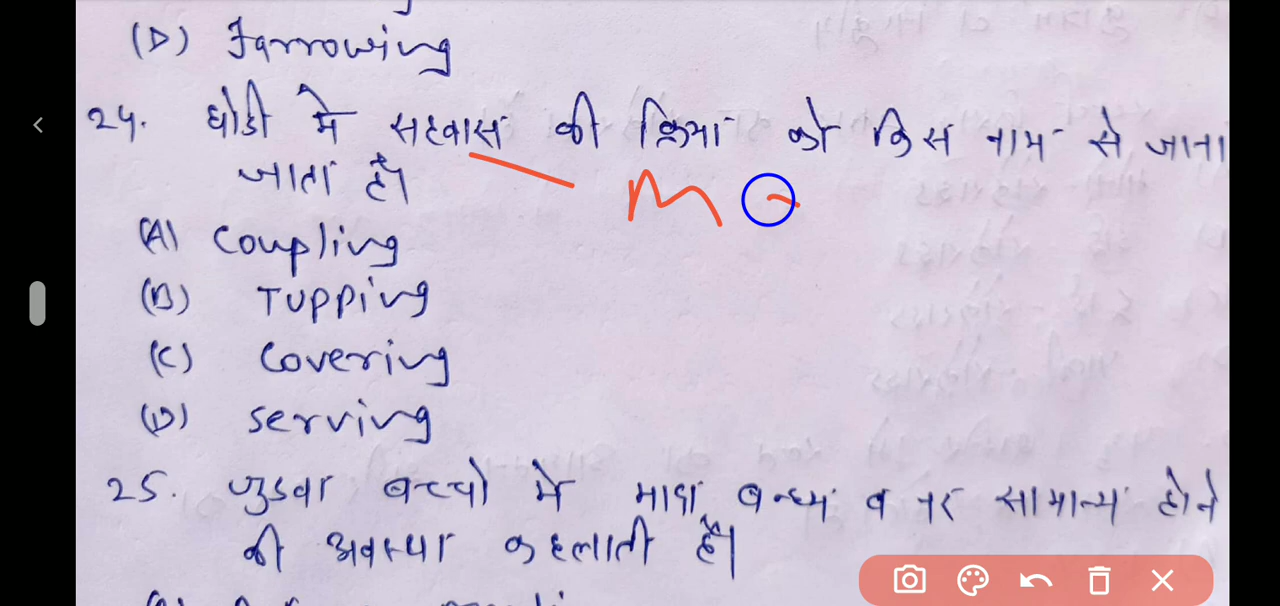 (D) Farrowing
24. घोडी में सहवास की क्रिया को किस नाम से जाना
जाता है।
M
(A) Coupling
(B) Tupping
(C) Covering
(D) Serving
25. जुडवा बच्चो में मादा बन्ध्य व नर सामान्य होने
की अवस्था कहलाती है।